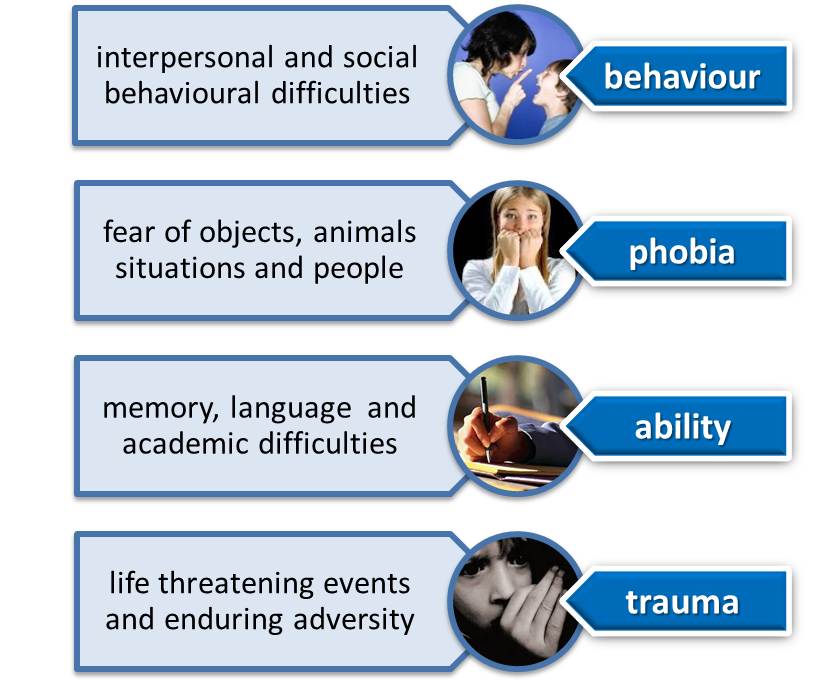 interpersonal and social
behavioural difficulties
behaviour
fear of objects, animals
situations and people
phobia
memory, language and
academic difficulties
ability
life threatening events
and enduring adversity
trauma